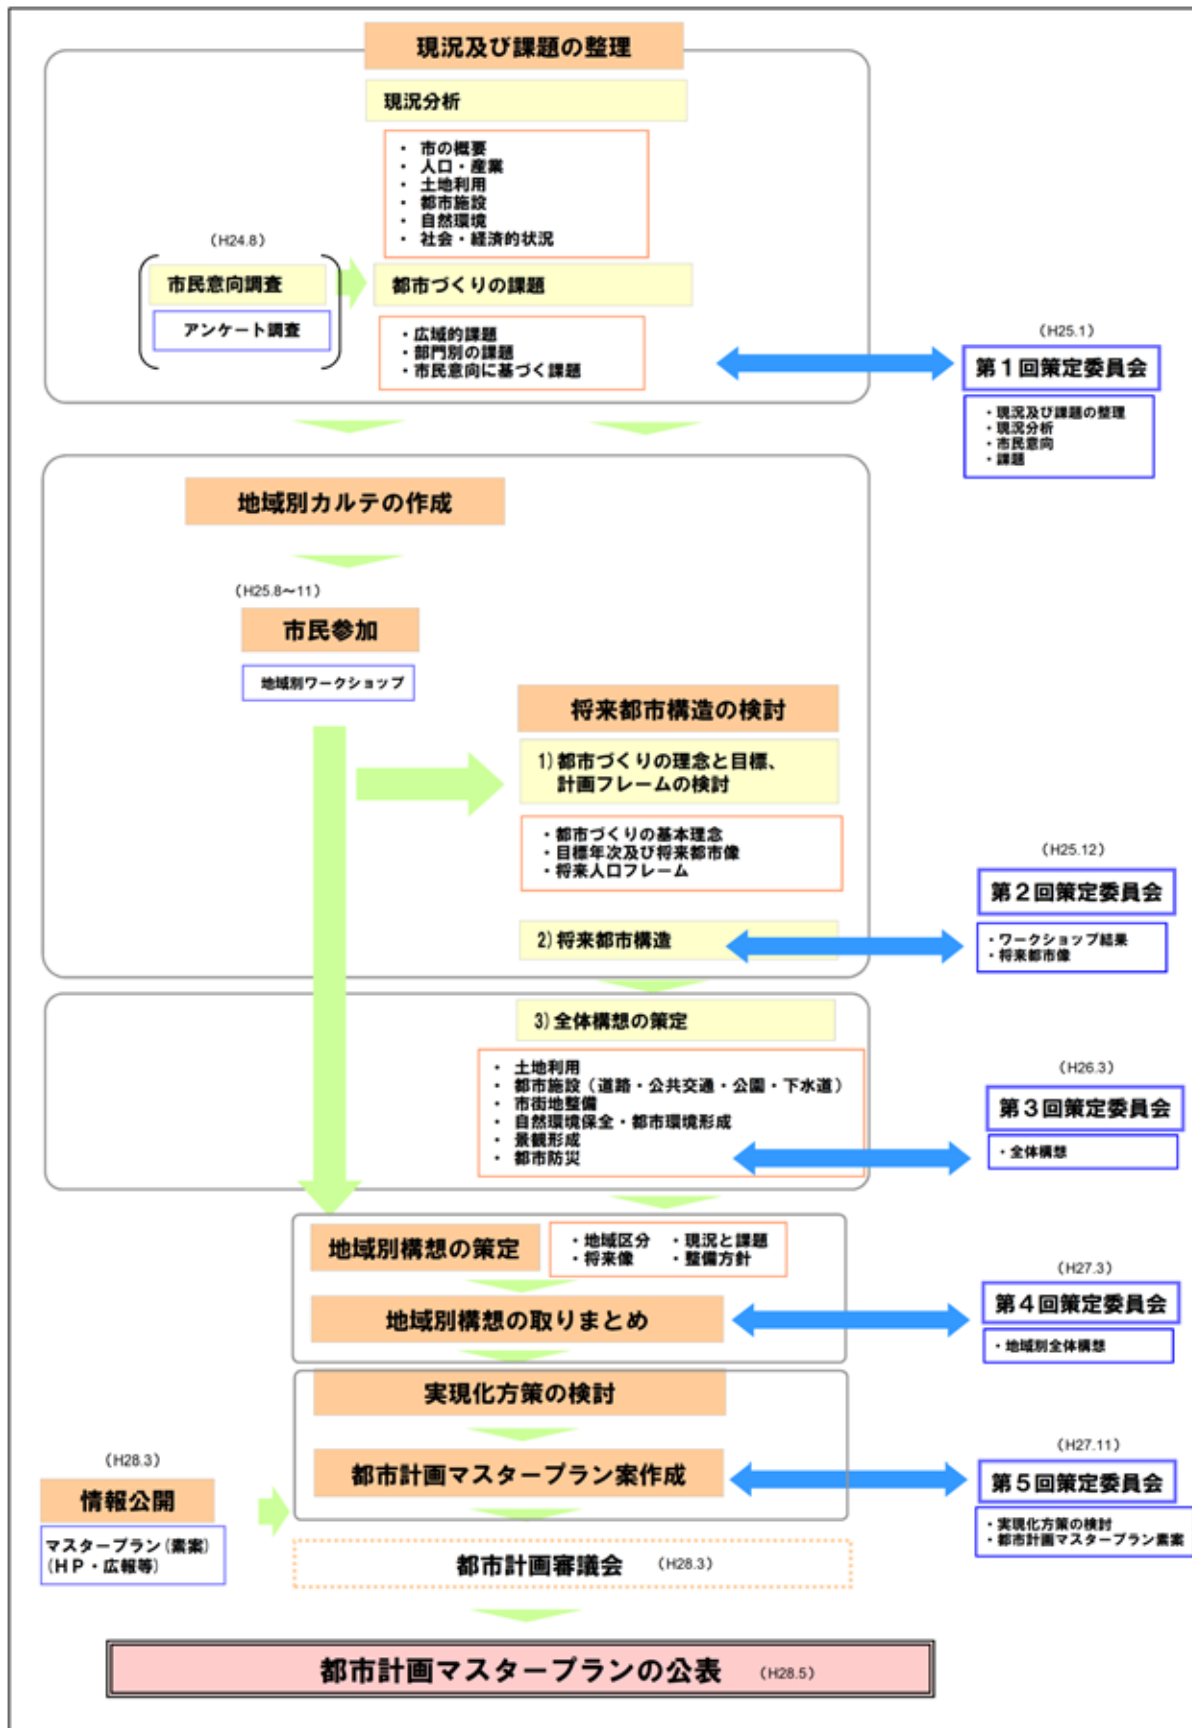 現況及び課題の整理
現況分析
・ 市の概要
・ 人口・産業
・ 土地利用
・ 都市施設
・ 自然環境
・ 社会・経済的状況
(H24.8)
市民意向調査
アンケート調査
都市づくりの課題
・広域的課題
・部門別の課題
・市民意向に基づく課題
(H25.1)
第1回策定委員会
・現況及び課題の整理
・現況分析
・市民意向
・課題
地域別カルテの作成
(H25.8～11)
市民参加
地域別ワークショップ
将来都市構造の検討
1)都市づくりの理念と目標、
計画フレームの検討
・都市づくりの基本理念
・目標年次及び将来都市像
・将来人口フレーム
2)将来都市構造
(H25.12)
第2回策定委員会
・ワークショップ結果
・将来都市像
3)全体構想の策定
・ 土地利用
・ 都市施設（道路・公共交通・公園・下水道）
・ 市街地整備
・ 自然環境保全・都市環境形成
・ 景観形成
・ 都市防災
(H26.3)
第3回策定委員会
・全体構想
地域別構想の策定
・地域区分 ・現況と課題
・将来像 ・整備方針
地域別構想の取りまとめ
(H27.3)
第4回策定委員会
・地域別全体構想
実現化方策の検討
都市計画マスタープラン案作成
(H27.11)
第5回策定委員会
・実現化方策の検討
・都市計画マスタープラン素案
(H28.3)
情報公開
マスタープラン(素案)
(HP・広報等)
都市計画審議会 (H28.3)
都市計画マスタープランの公表 (H28.5)